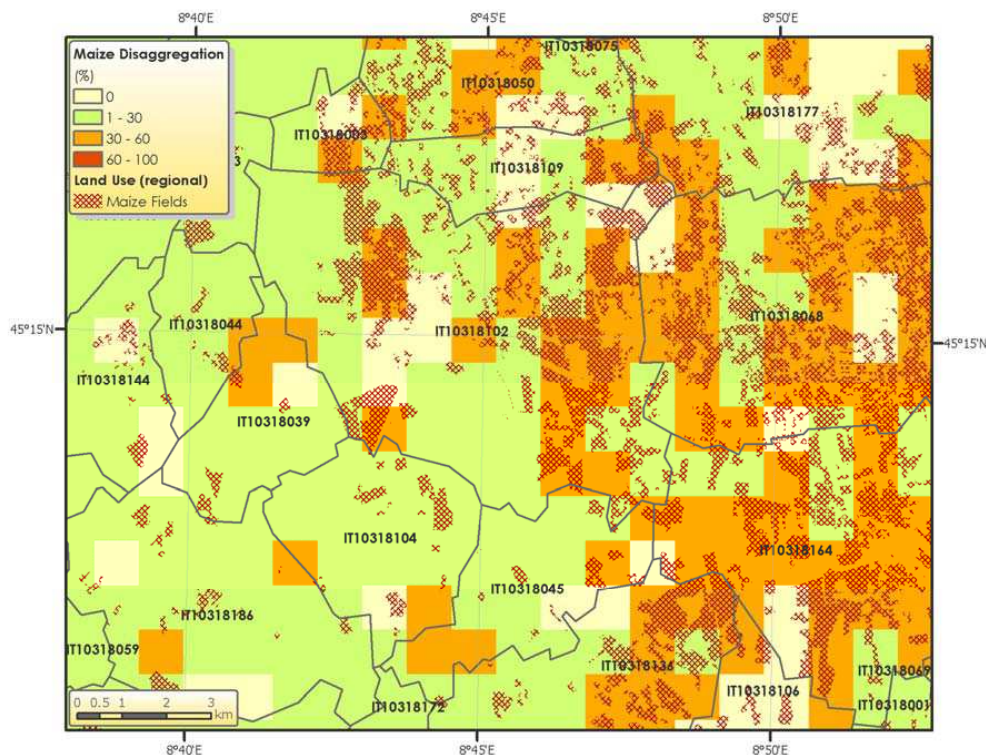 8°40'E 8°45'E 8°50'E
Maize Disaggregation
(%)
0
1 - 30
30 - 60
60 - 100
Land Use (regional)
Maize Fields
IT10318075
IT10318050
IT10318177
IT10318003
3
IT10318109
45°15'N
IT10318044
IT10318102
IT10318068
45°15'N
IT10318144
IT10318039
IT10318104
IT10318164
IT10318045
IT10318186
IT10318059
IT10318136
IT10318069
IT10318106
IT10318172
IT10318001
0 0.5 1 2 3
km
8°40'E 8°45'E 8°50'E